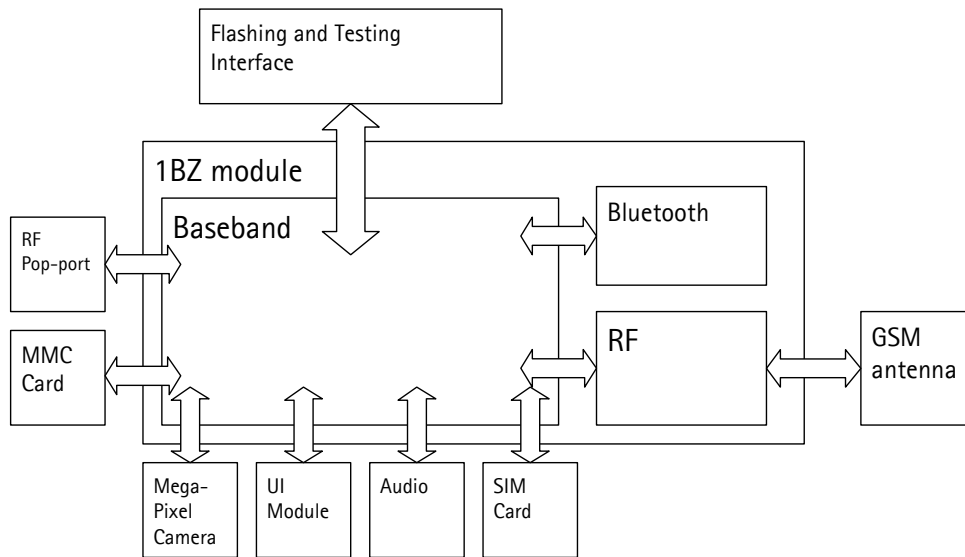 Flashing and Testing
Interface
1BZ module
Baseband
Bluetooth
RF
Pop-port
RF
GSM
antenna
MMC
Card
Mega-
Pixel
Camera
UI
Module
Audio
SIM
Card